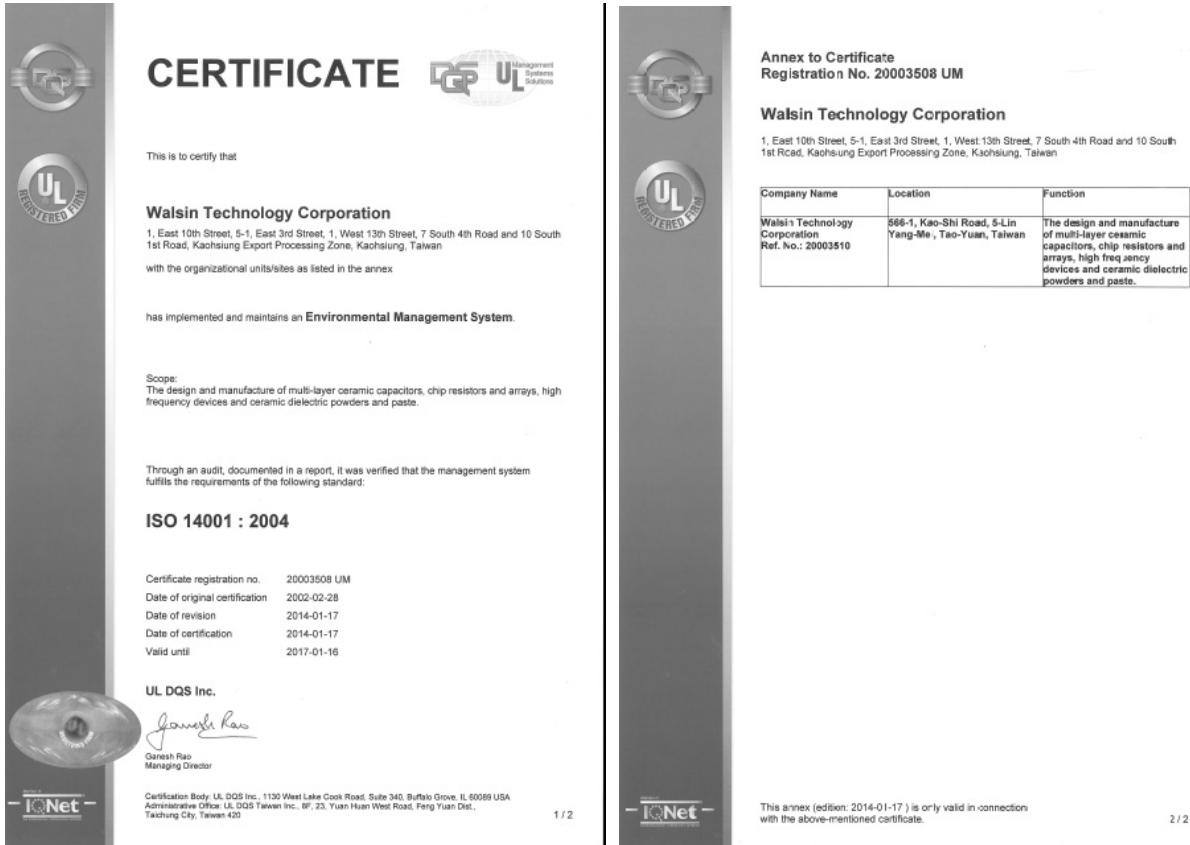 CERTIFICATE
DQS
UL
Management
Systems
Solutions
UL
REGISTERED FIRM
This is to certify that
Walsin Technology Corporation
1, East 10th Street, 5-1, East 3rd Street, 1, West 13th Street, 7 South 4th Road and 10 South
1st Road, Kaohsiung Export Processing Zone, Kaohsiung, Taiwan
with the organizational units/sites as listed in the annex
has implemented and maintains an Environmental Management System.
Scope:
The design and manufacture of multi-layer ceramic capacitors, chip resistors and arrays, high
frequency devices and ceramic dielectric powders and paste.
Through an audit, documented in a report, it was verified that the management system
fulfills the requirements of the following standard:
ISO 14001 : 2004
Certificate registration no. 20003508 UM
Date of original certification 2002-02-28
Date of revision 2014-01-17
Date of certification 2014-01-17
Valid until 2017-01-16
UL DQS Inc.
Ganesh Rao
Ganesh Rao
Managing Director
IQNet
Certification Body: UL DQS Inc., 1130 West Lake Cook Road, Suite 340, Buffalo Grove, IL 60089 USA
Administrative Office: UL DQS Taiwan Inc., 8F, 23, Yuan Huan West Road, Feng Yuan Dist.,
Taichung City, Taiwan 420
1 / 2
DQS
UL
REGISTERED FIRM
Annex to Certificate
Registration No. 20003508 UM
Walsin Technology Corporation
1, East 10th Street, 5-1, East 3rd Street, 1, West 13th Street, 7 South 4th Road and 10 South
1st Road, Kaohsiung Export Processing Zone, Kaohsiung, Taiwan
Company Name Location Function
Walsin Technology 566-1, Kao-Shi Road, 5-Lin The design and manufacture
Corporation Yang-Mei, Tao-Yuan, Taiwan of multi-layer ceramic
Ref. No.: 20003510 capacitors, chip resistors and
arrays, high frequency
devices and ceramic dielectric
powders and paste.
IQNet
This annex (edition: 2014-01-17 ) is only valid in connection
with the above-mentioned certificate.
2 / 2